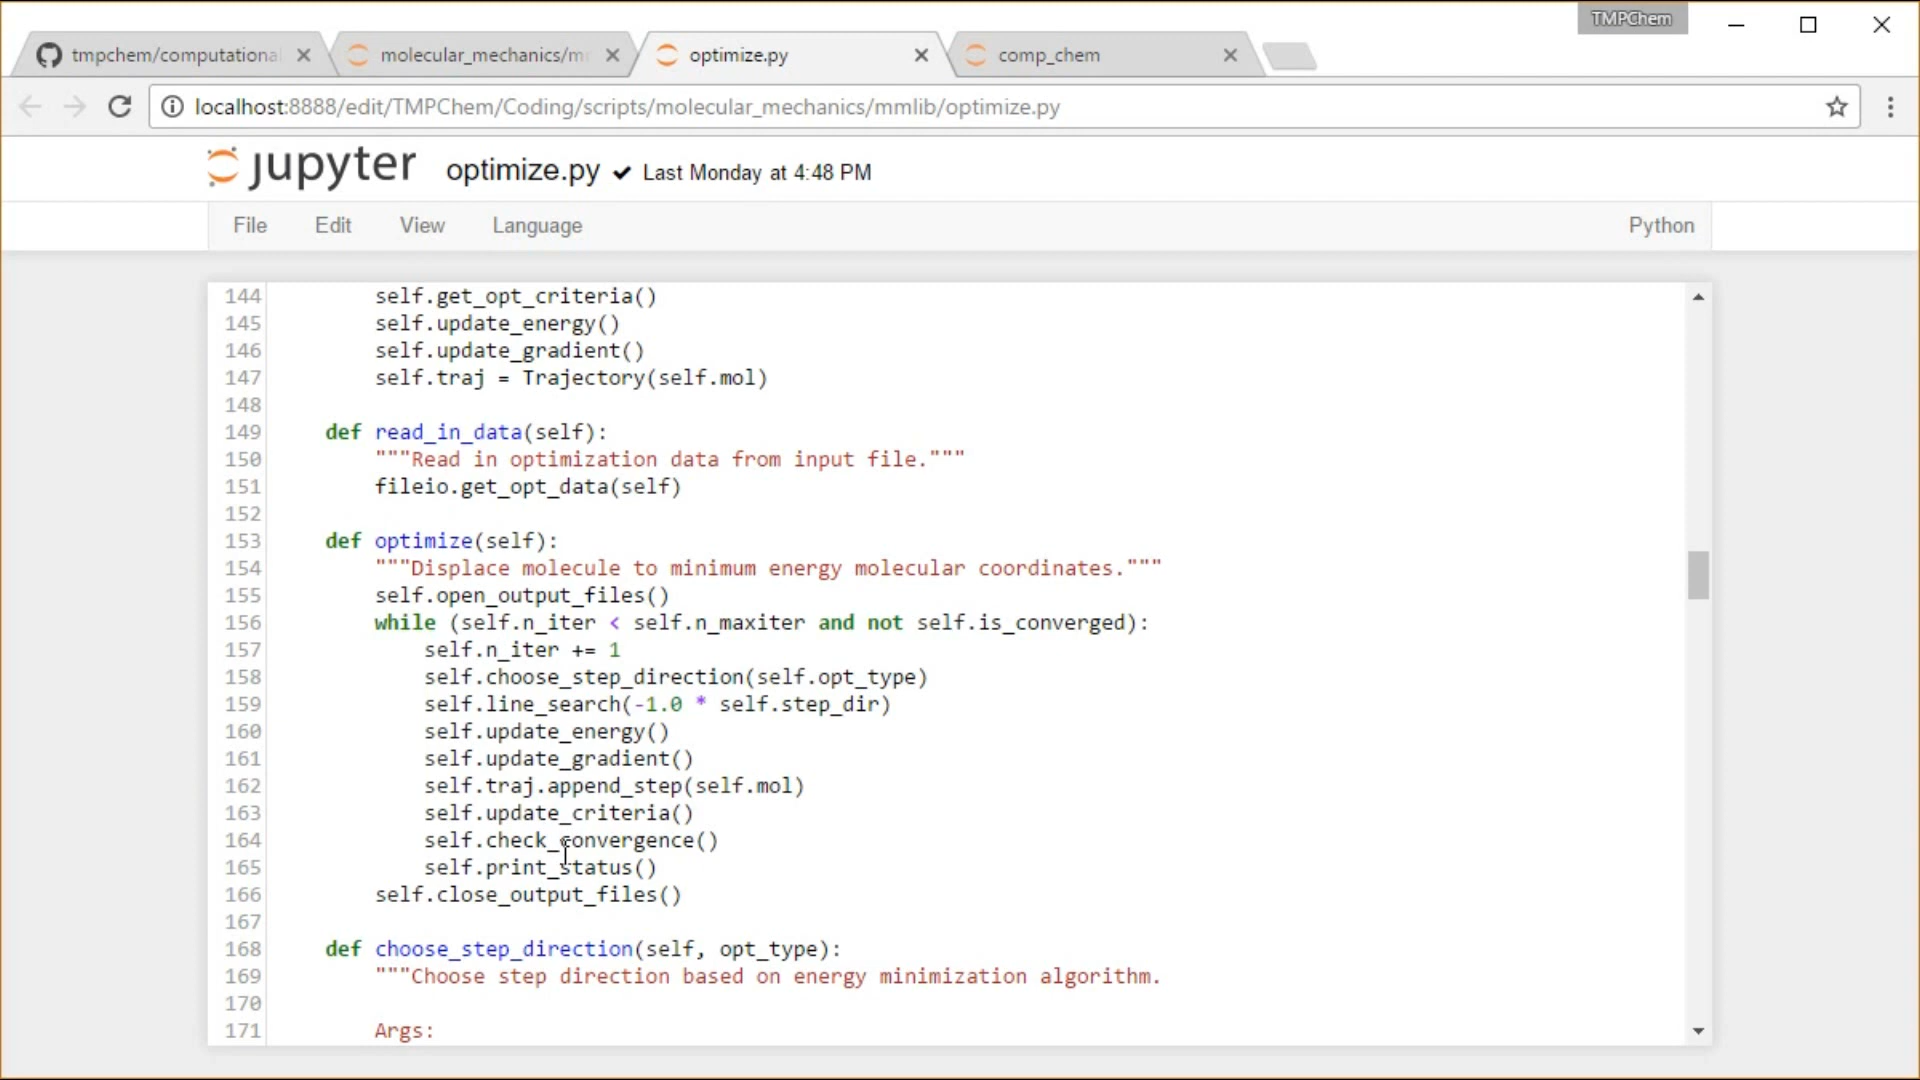 TMPChem
tmpchem/computational
molecular_mechanics/m
optimize.py
comp_chem
localhost:8888/edit/TMPChem/Coding/scripts/molecular_mechanics/mmlib/optimize.py
jupyter optimize.py ✔ Last Monday at 4:48 PM
File Edit View Language Python
144         self.get_opt_criteria()
145         self.update_energy()
146         self.update_gradient()
147         self.traj = Trajectory(self.mol)
148
149     def read_in_data(self):
150         """Read in optimization data from input file."""
151         fileio.get_opt_data(self)
152
153     def optimize(self):
154         """Displace molecule to minimum energy molecular coordinates."""
155         self.open_output_files()
156         while (self.n_iter < self.n_maxiter and not self.is_converged):
157             self.n_iter += 1
158             self.choose_step_direction(self.opt_type)
159             self.line_search(-1.0 * self.step_dir)
160             self.update_energy()
161             self.update_gradient()
162             self.traj.append_step(self.mol)
163             self.update_criteria()
164             self.check_convergence()
165             self.print_status()
166         self.close_output_files()
167
168     def choose_step_direction(self, opt_type):
169         """Choose step direction based on energy minimization algorithm.
170
171         Args: